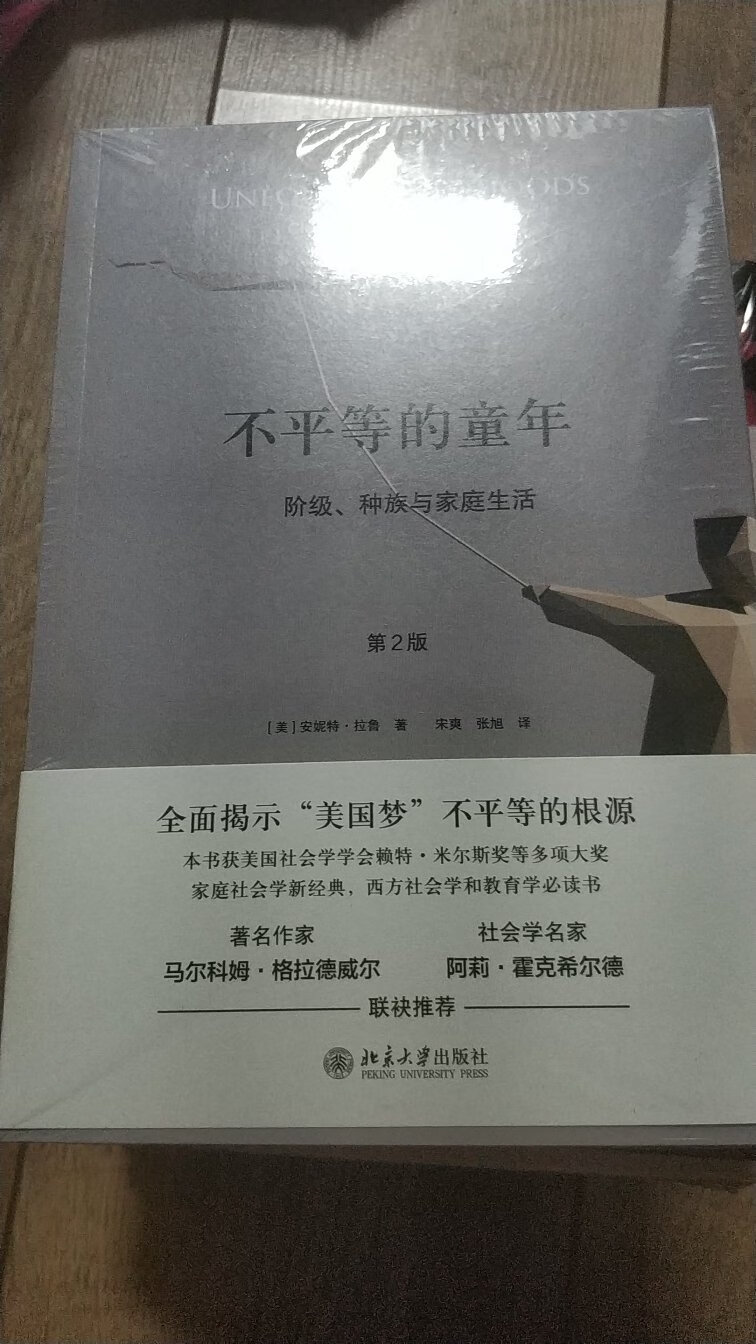 不平等的童年
阶级、种族与家庭生活
第2版
[美]安妮特·拉鲁 著 宋爽 张旭 译
全面揭示“美国梦”不平等的根源
本书获美国社会学学会赖特·米尔斯奖等多项大奖
家庭社会学新经典，西方社会学和教育学必读书
著名作家 社会学名家
马尔科姆·格拉德威尔 阿莉·霍克希尔德
联袂推荐
北京大学出版社
PEKING UNIVERSITY PRESS